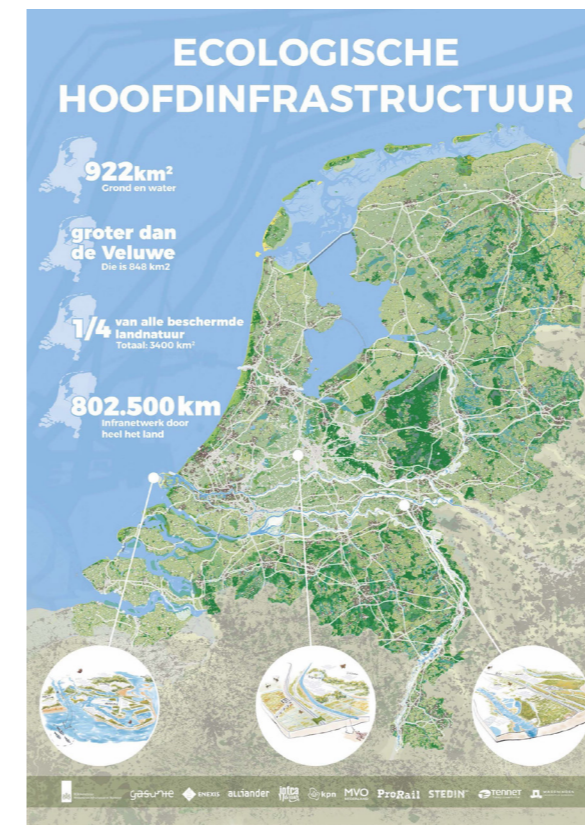 ECOLOGISCHE
HOOFDINFRASTRUCTUUR
922km²
Grond en water
groter dan
de Veluwe
Die is 848 km2
1/4 van alle beschermde
landnatuur
Totaal: 3400 km²
802.500 km
Infranetwerk door
heel het land
gasunie ENEXIS alliander intra kpn MVO ProRail STEDIN TENNET